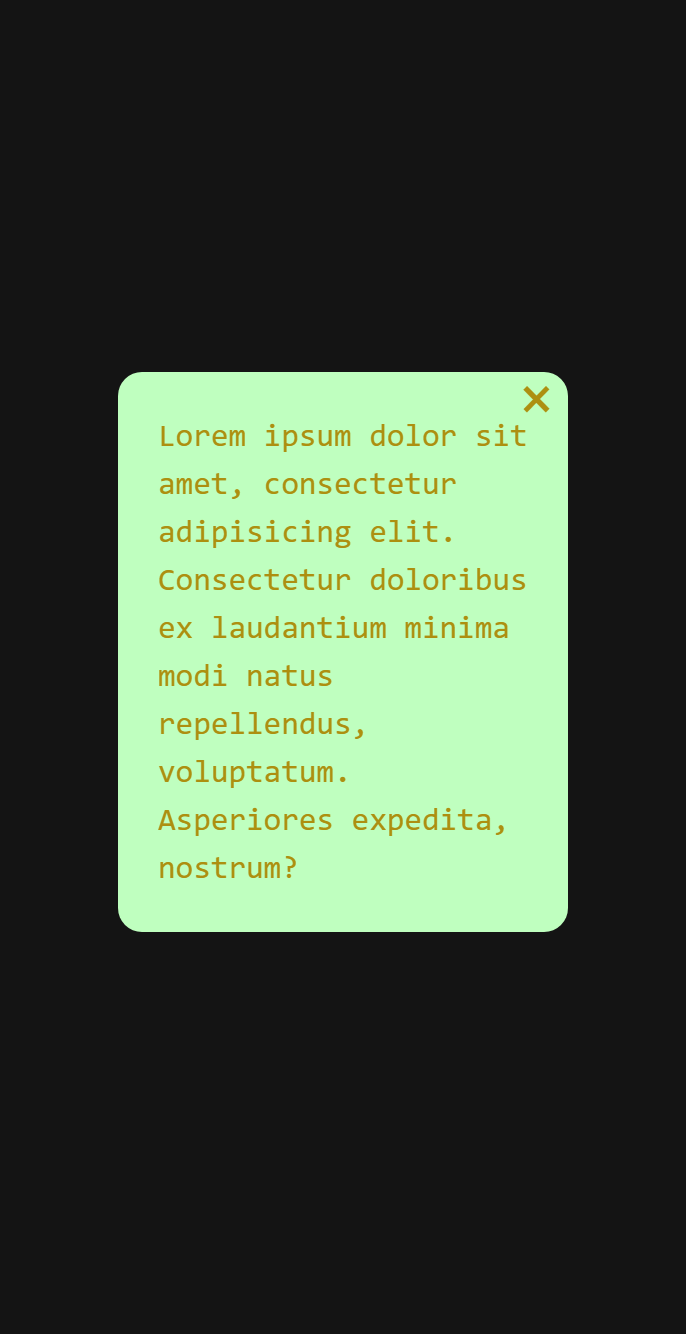 Lorem ipsum dolor sit
amet, consectetur
adipisicing elit.
Consectetur doloribus
ex laudantium minima
modi natus
repellendus,
voluptatum.
Asperiores expedita,
nostrum?